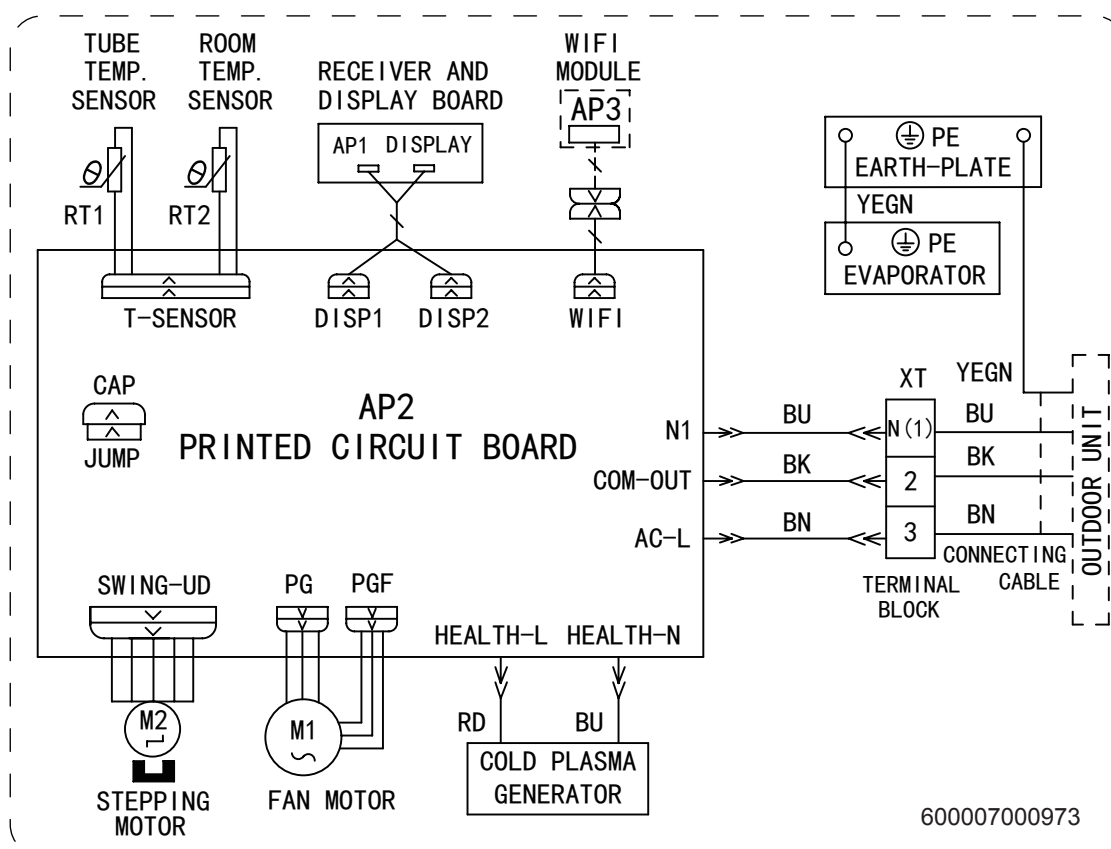 TUBE
TEMP.
SENSOR
ROOM
TEMP.
SENSOR
RECEIVER AND
DISPLAY BOARD
WIFI
MODULE
AP3
AP1 DISPLAY
θ
RT1
θ
RT2
PE
EARTH-PLATE
YEGN
PE
EVAPORATOR
T-SENSOR
DISP1
DISP2
WIFI
CAP
JUMP
AP2
PRINTED CIRCUIT BOARD
N1
COM-OUT
AC-L
BU
BK
BN
XT
N(1)
2
3
TERMINAL
BLOCK
YEGN
BU
BK
BN
CONNECTING
CABLE
OUTDOOR UNIT
SWING-UD
PG
PGF
HEALTH-L
HEALTH-N
M2
STEPPING
MOTOR
M1
FAN MOTOR
RD
BU
COLD PLASMA
GENERATOR
600007000973